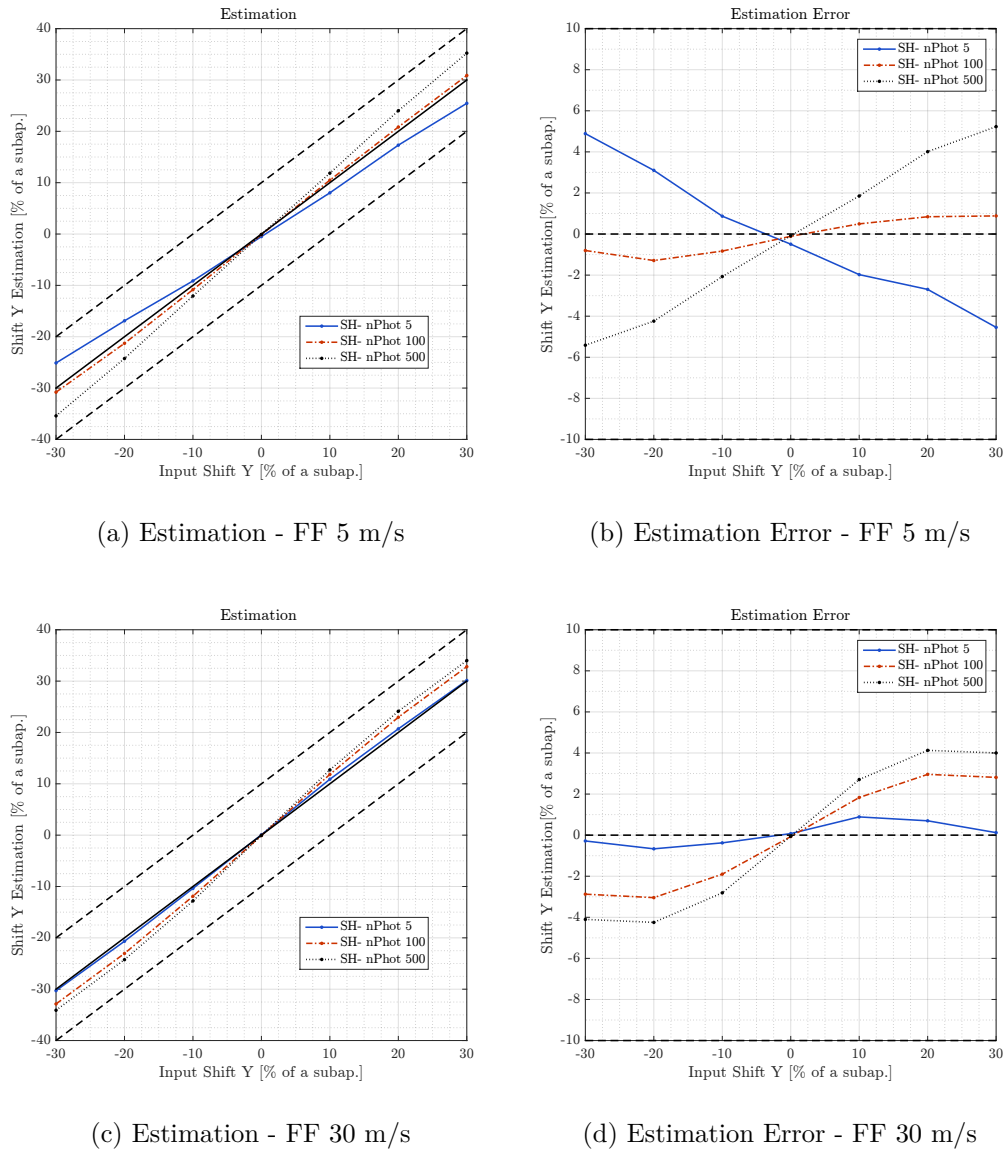 Estimation
Shift Y Estimation [% of a subap.]
40
30
20
10
0
-10
-20
-30
-40
SH- nPhot 5
SH- nPhot 100
SH- nPhot 500
-30 -20 -10 0 10 20 30
Input Shift Y [% of a subap.]
(a) Estimation - FF 5 m/s
Estimation Error
Shift Y Estimation[% of a subap.]
10
8
6
4
2
0
-2
-4
-6
-8
-10
SH- nPhot 5
SH- nPhot 100
SH- nPhot 500
-30 -20 -10 0 10 20 30
Input Shift Y [% of a subap.]
(b) Estimation Error - FF 5 m/s
Estimation
Shift Y Estimation [% of a subap.]
40
30
20
10
0
-10
-20
-30
-40
SH- nPhot 5
SH- nPhot 100
SH- nPhot 500
-30 -20 -10 0 10 20 30
Input Shift Y [% of a subap.]
(c) Estimation - FF 30 m/s
Estimation Error
Shift Y Estimation[% of a subap.]
10
8
6
4
2
0
-2
-4
-6
-8
-10
SH- nPhot 5
SH- nPhot 100
SH- nPhot 500
-30 -20 -10 0 10 20 30
Input Shift Y [% of a subap.]
(d) Estimation Error - FF 30 m/s